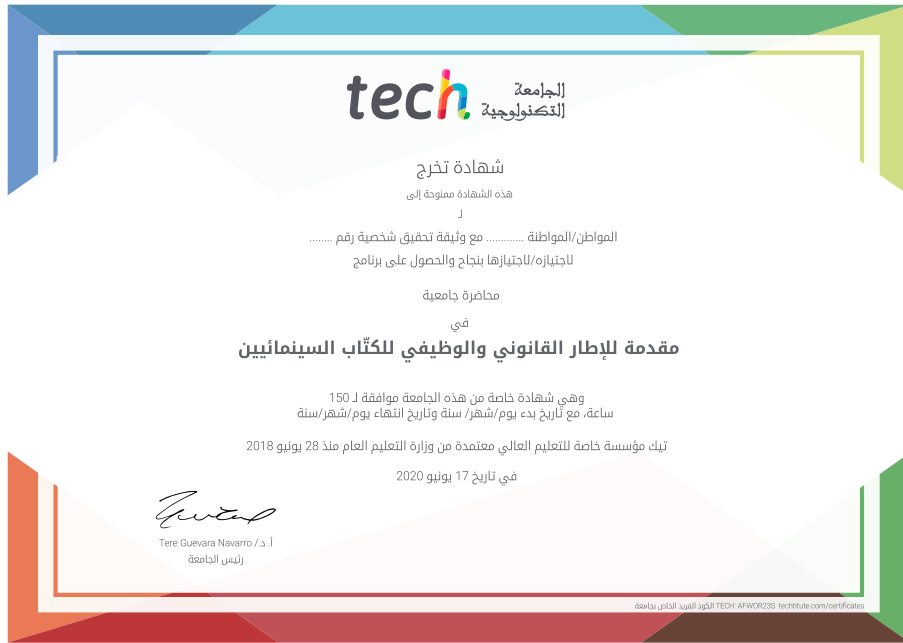 tech الجامعة
التكنولوجية
شهادة تخرج
هذه الشهادة ممنوحة إلى
لـ
المواطن/المواطنة ............ مع وثيقة تحقيق شخصية رقم ........
لاجتيازه/لاجتيازها بنجاح والحصول على برنامج
محاضرة جامعية
في
مقدمة للإطار القانوني والوظيفي للكتّاب السينمائيين
وهي شهادة خاصة من هذه الجامعة موافقة لـ 150
ساعة، مع تاريخ بدء يوم/شهر/ سنة وتاريخ انتهاء يوم/شهر/سنة
تيك مؤسسة خاصة للتعليم العالي معتمدة من وزارة التعليم العام منذ 28 يونيو 2018
في تاريخ 17 يونيو 2020
أ.د./ Tere Guevara Navarro
رئيس الجامعة
الكود الفريد الخاص بجامعة TECH: AFWOR23S techtitute.com/certificates